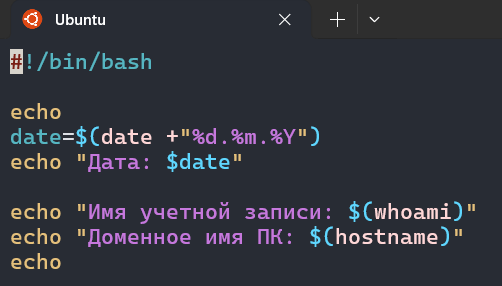 Ubuntu
#!/bin/bash
echo
date=$(date +"%d.%m.%Y")
echo "Дата: $date"
echo "Имя учетной записи: $(whoami)"
echo "Доменное имя ПК: $(hostname)"
echo